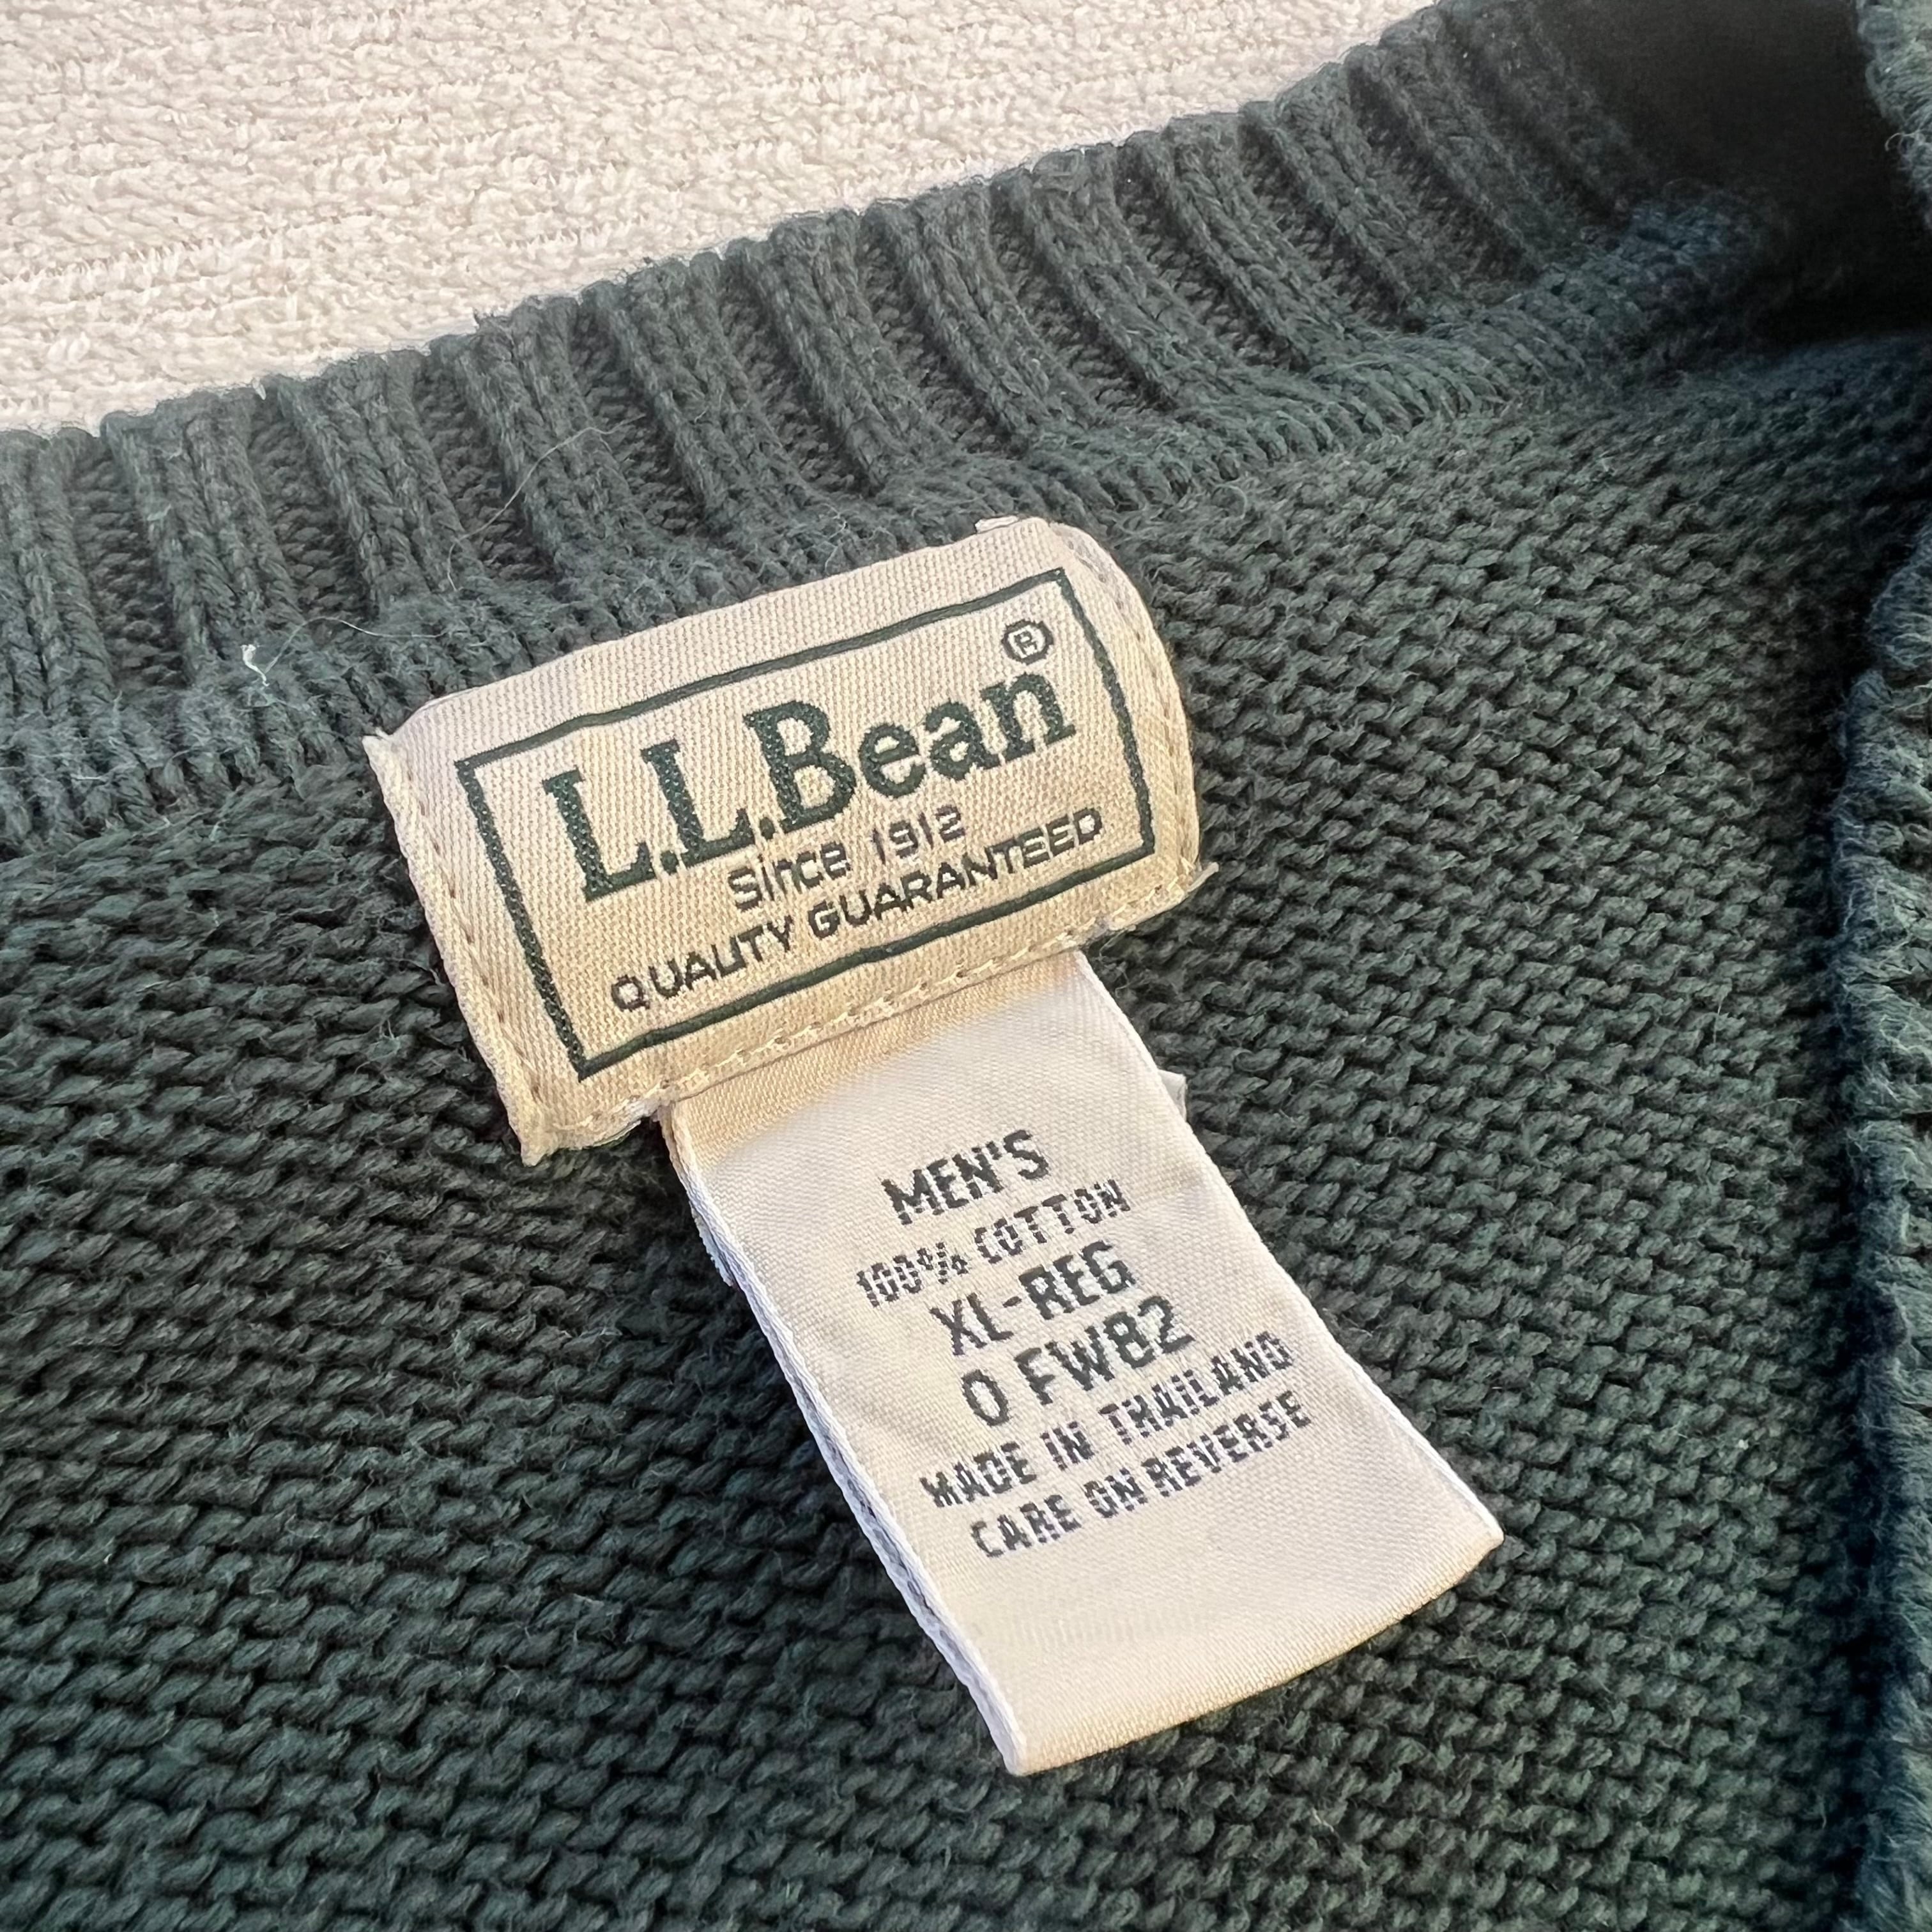 L.L.Bean®
Since 1912
QUALITY GUARANTEED
MEN'S
100% COTTON
XL-REG
0 FW82
MADE IN THAILAND
CARE ON REVERSE